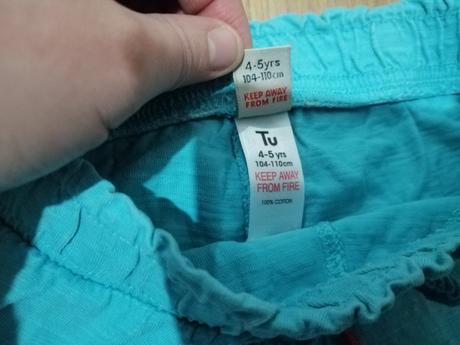 4-5yrs
104-110cm
KEEP AWAY
FROM FIRE
Tu
4-5 yrs
104-110cm
KEEP AWAY
FROM FIRE
100% COTTON